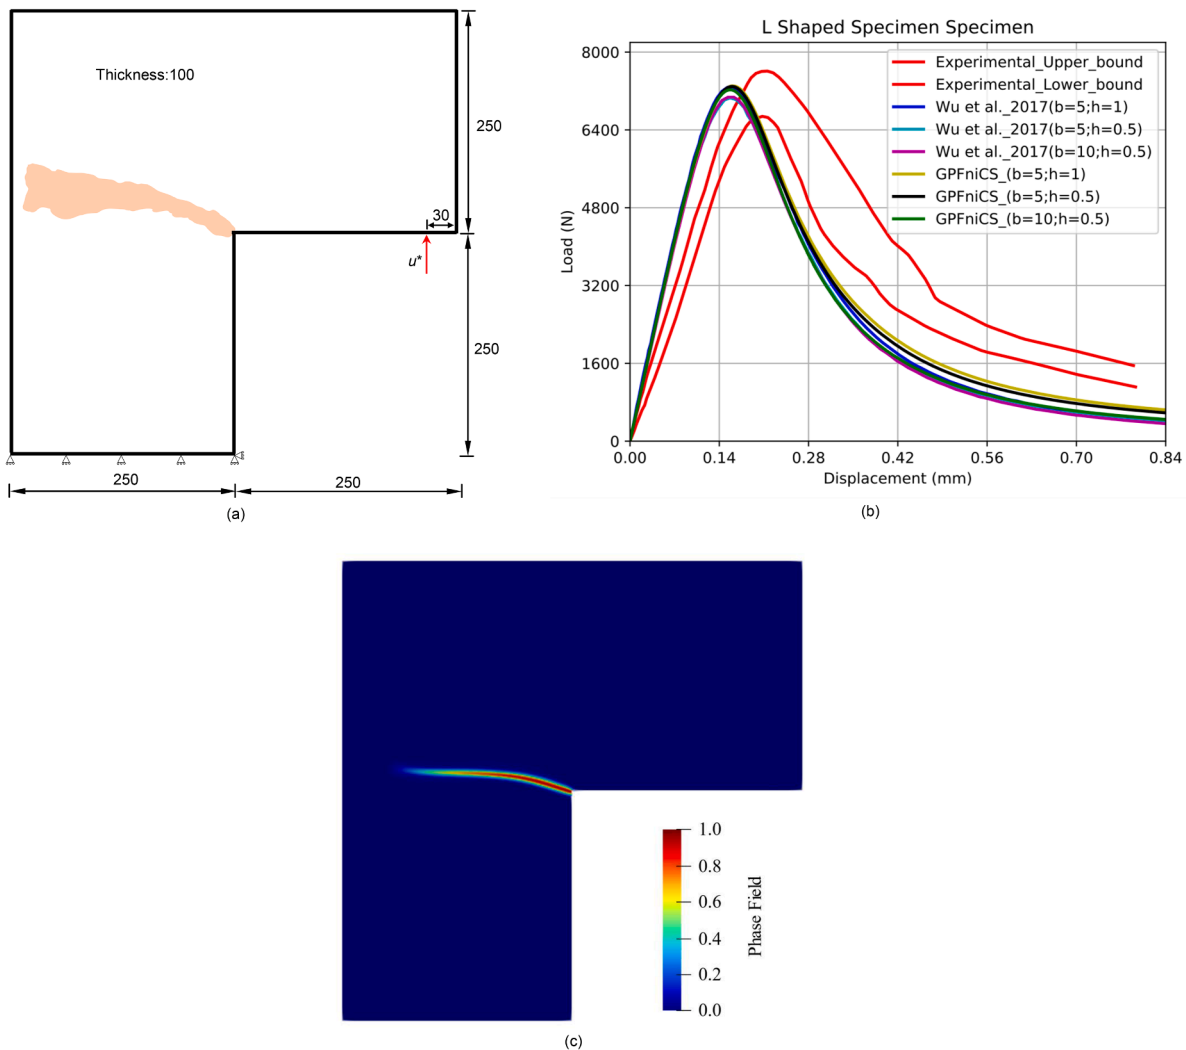 Thickness:100
250
30
u*
250
250
250
(a)
L Shaped Specimen Specimen
Load (N)
8000
6400
4800
3200
1600
0
Experimental_Upper_bound
Experimental_Lower_bound
Wu et al._2017(b=5;h=1)
Wu et al._2017(b=5;h=0.5)
Wu et al._2017(b=10;h=0.5)
GPFniCS_(b=5;h=1)
GPFniCS_(b=5;h=0.5)
GPFniCS_(b=10;h=0.5)
0.00 0.14 0.28 0.42 0.56 0.70 0.84
Displacement (mm)
(b)
1.0
0.8
0.6
0.4
0.2
0.0
Phase Field
(c)